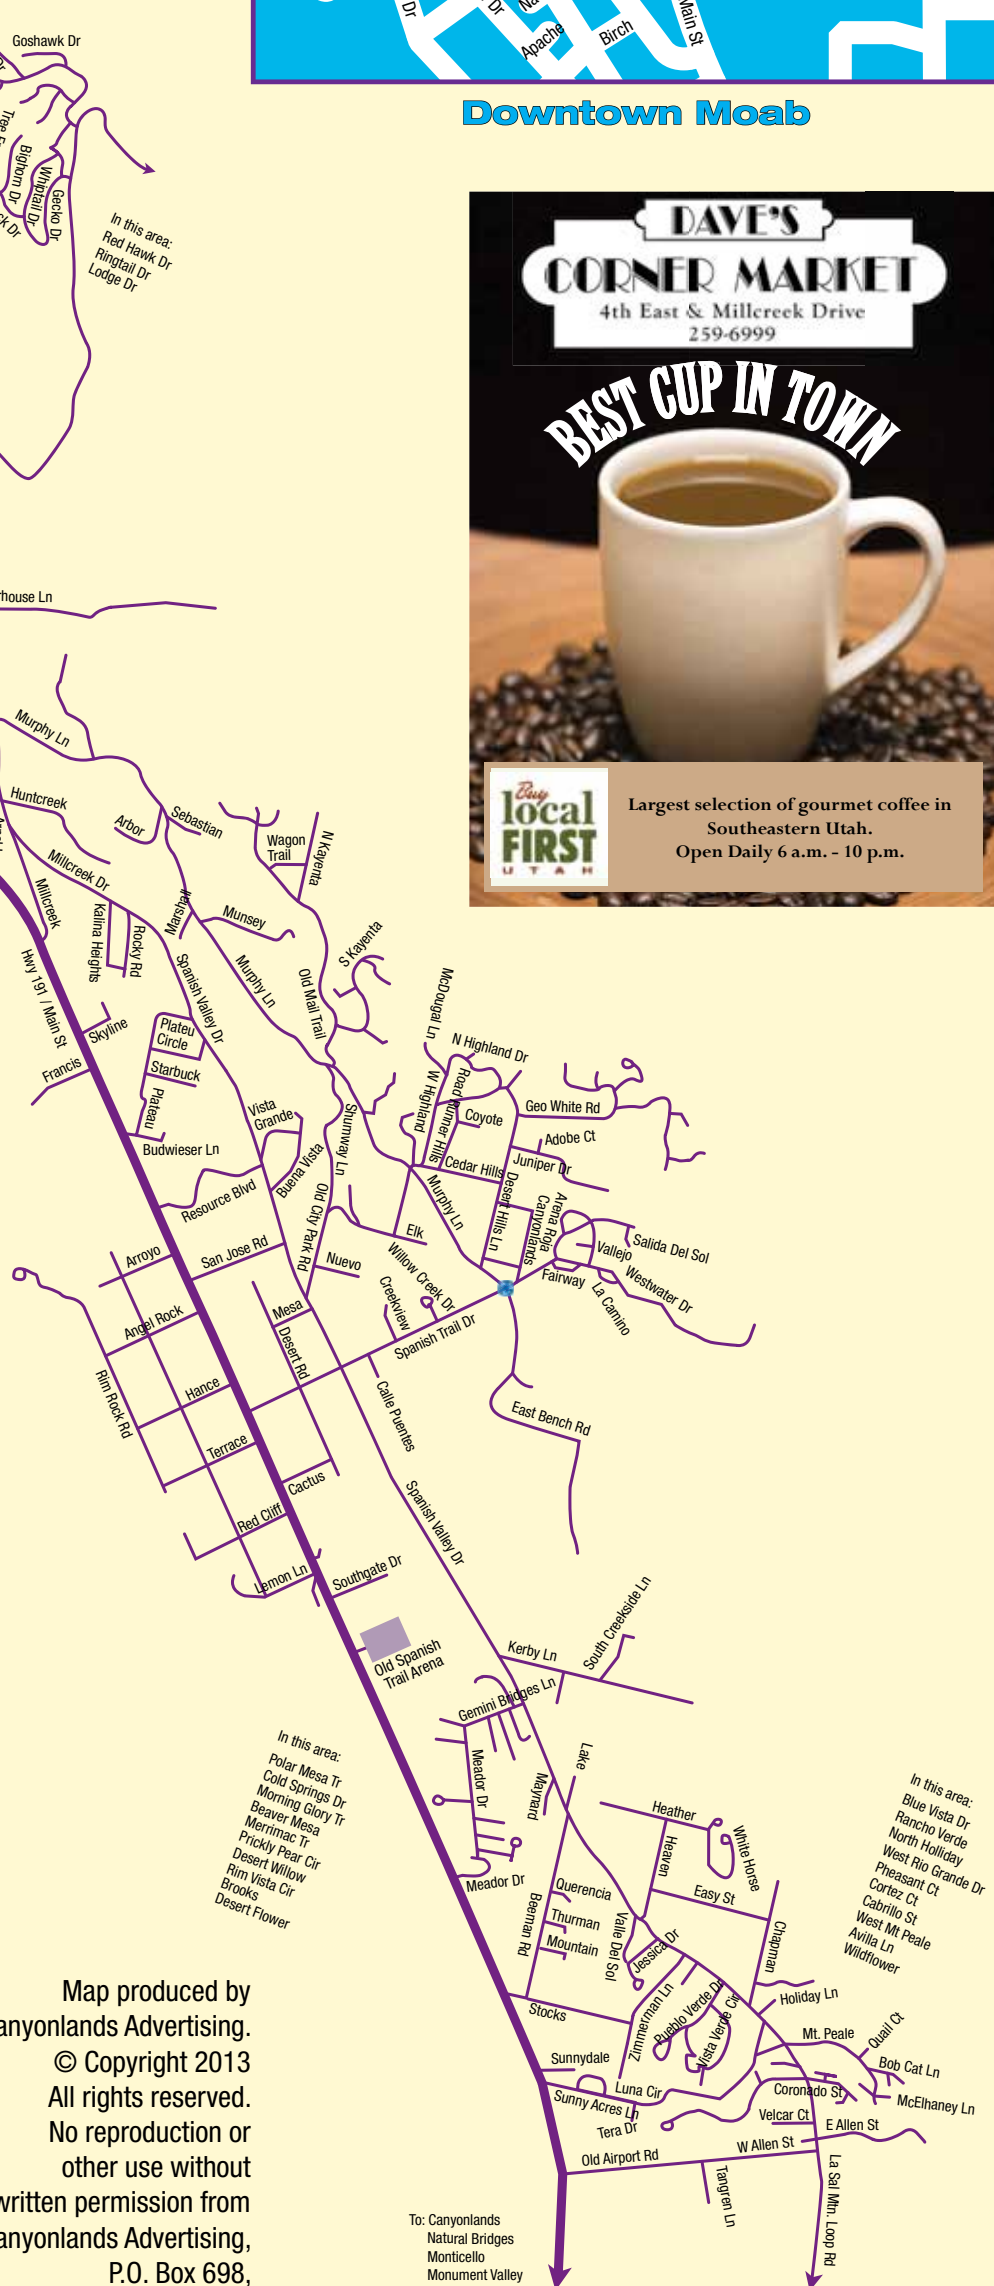 Dr
Dr
Na
Apache
Birch
Main St
Downtown Moab
Goshawk Dr
Dr
Tree F
Bighorn Dr
Whiptail Dr
Gecko Dr
ck Dr
In this area:
Red Hawk Dr
Ringtail Dr
Lodge Dr
DAVE'S
CORNER MARKET
4th East & Millcreek Drive
259-6999
BEST CUP IN TOWN
Buy
local
FIRST
UTAH
Largest selection of gourmet coffee in
Southeastern Utah.
Open Daily 6 a.m. - 10 p.m.
rhouse Ln
Murphy Ln
Huntcreek
Arbor
Sebastian
Wagon
Trail
N Kayenta
Millcreek Dr
Millcreek
Kalina Heights
Rocky Rd
Marshall
Munsey
Murphy Ln
Spanish Valley Dr
Old Mail Trail
S Kayenta
Hwy 191 / Main St
Skyline
Francis
Plateu
Circle
Starbuck
Plateau
Budwieser Ln
Vista
Grande
Buena Vista
Shumway Ln
Resource Blvd
McDougal Ln
N Highland Dr
W Highland
Road Runner Hills
Coyote
Geo White Rd
Adobe Ct
Cedar Hills
Juniper Dr
Murphy Ln
Desert Hills Ln
Canyonlands
Arena Roja
Salida Del Sol
Vallejo
Westwater Dr
Fairway
La Camino
Old City Park Rd
Elk
Willow Creek Dr
Nuevo
Creekview
Spanish Trail Dr
San Jose Rd
Arroyo
Angel Rock
Mesa
Desert Rd
Rim Rock Rd
Hance
Terrace
Calle Puentes
East Bench Rd
Cactus
Red Cliff
Lemon Ln
Southgate Dr
Spanish Valley Dr
Old Spanish
Trail Arena
Kerby Ln
South Creekside Ln
Gemini Bridges Ln
Meador Dr
Maynard
Lake
Meador Dr
Heather
Heaven
White Horse
Easy St
Chapman
Querencia
Thurman
Mountain
Beeman Rd
Valle Del Sol
Jessica Dr
Stocks
Zimmerman Ln
Pueblo Verde Dr
Vista Verde Cir
Holiday Ln
Mt. Peale
Quail Ct
Bob Cat Ln
McElhaney Ln
Coronado St
Sunnydale
Luna Cir
Sunny Acres Ln
Tera Dr
Velcar Ct
E Allen St
W Allen St
Old Airport Rd
Tangren Ln
La Sal Mtn. Loop Rd
In this area:
Polar Mesa Tr
Cold Springs Dr
Morning Glory Tr
Beaver Mesa
Merrimac Tr
Prickly Pear Cir
Desert Willow
Rim Vista Cir
Brooks
Desert Flower
In this area:
Blue Vista Dr
Rancho Verde
North Holliday
West Rio Grande Dr
Pheasant Ct
Cortez Ct
Cabrillo St
West Mt Peale
Avilla Ln
Wildflower
Map produced by
anyonlands Advertising.
© Copyright 2013
All rights reserved.
No reproduction or
other use without
written permission from
anyonlands Advertising,
P.O. Box 698,
To: Canyonlands
Natural Bridges
Monticello
Monument Valley